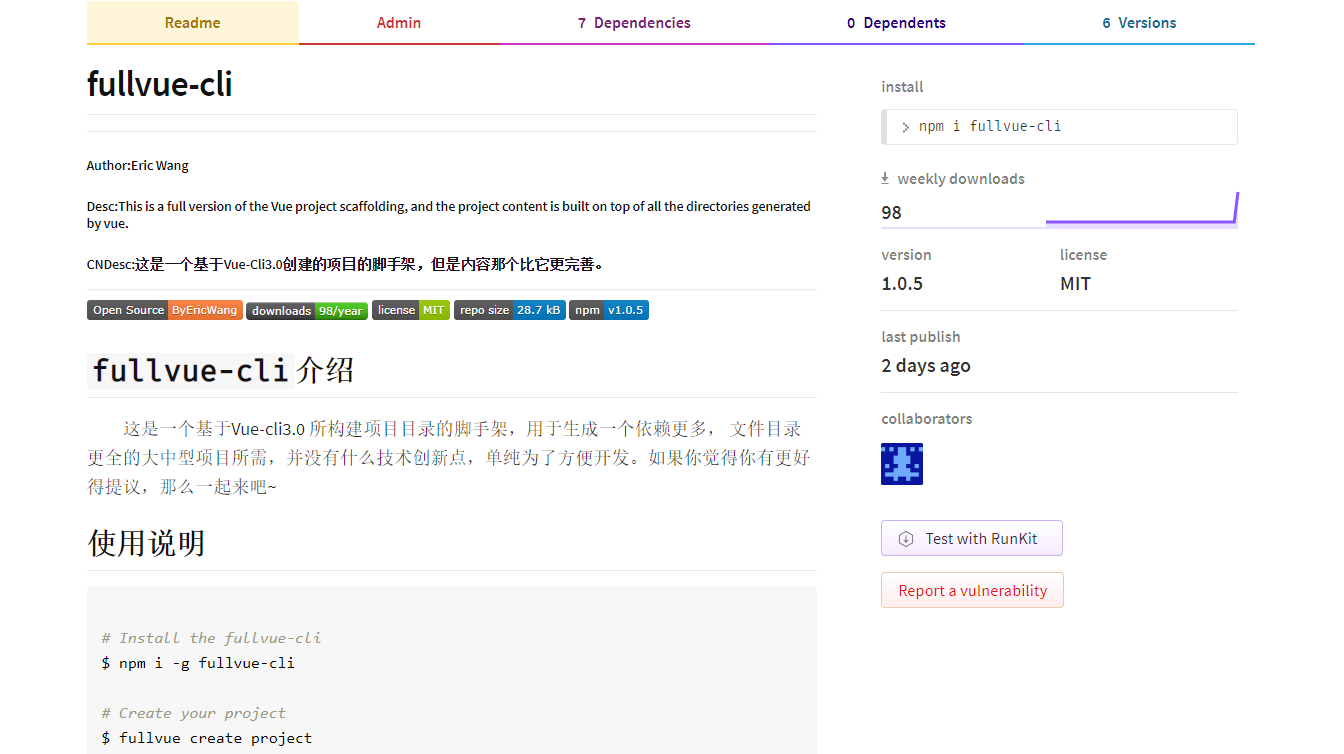 Readme Admin 7 Dependencies 0 Dependents 6 Versions
fullvue-cli
Author:Eric Wang
Desc:This is a full version of the Vue project scaffolding, and the project content is built on top of all the directories generated
by vue.
CNDesc:这是一个基于Vue-Cli3.0创建的项目的脚手架，但是内容那个比它更完善。
Open Source ByEricWang downloads 98/year license MIT repo size 28.7 kB npm v1.0.5
fullvue-cli 介绍
这是一个基于Vue-cli3.0 所构建项目目录的脚手架，用于生成一个依赖更多， 文件目录
更全的大中型项目所需，并没有什么技术创新点，单纯为了方便开发。如果你觉得你有更好
得提议，那么一起来吧~
使用说明
# Install the fullvue-cli
$ npm i -g fullvue-cli
# Create your project
$ fullvue create project
install
> npm i fullvue-cli
weekly downloads
98
version license
1.0.5 MIT
last publish
2 days ago
collaborators
Test with RunKit
Report a vulnerability